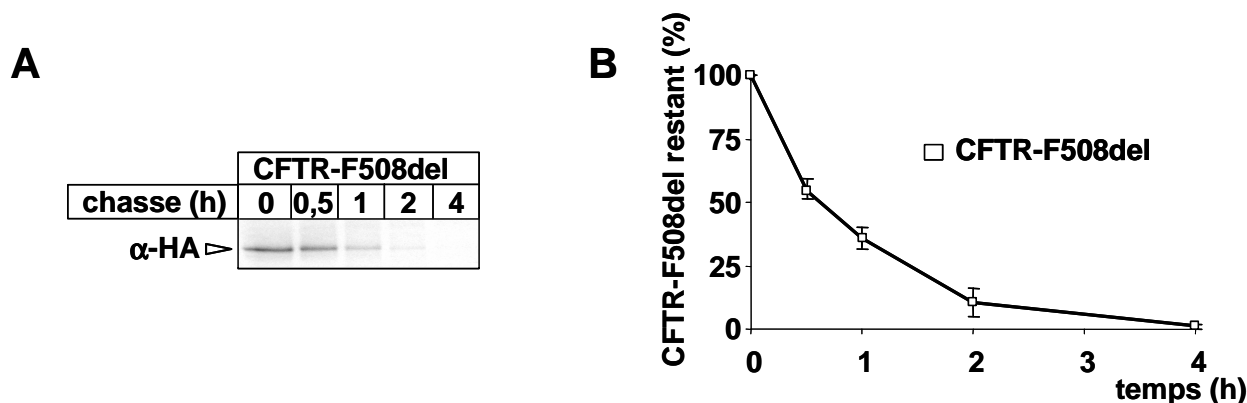 A
CFTR-F508del
chasse (h) 0 0,5 1 2 4
α-HA
B
CFTR-F508del restant (%)
100
75
50
25
0
CFTR-F508del
0 1 2 3 4
temps (h)